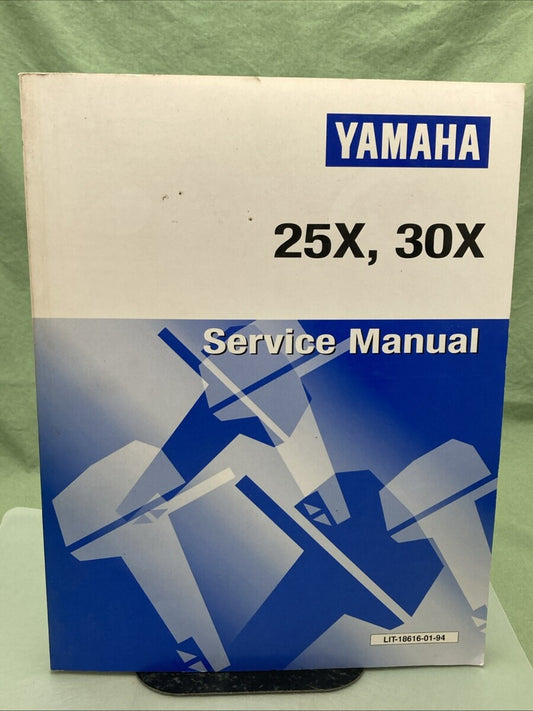 YAMAHA
25X, 30X
Service Manual
LIT-18616-01-94